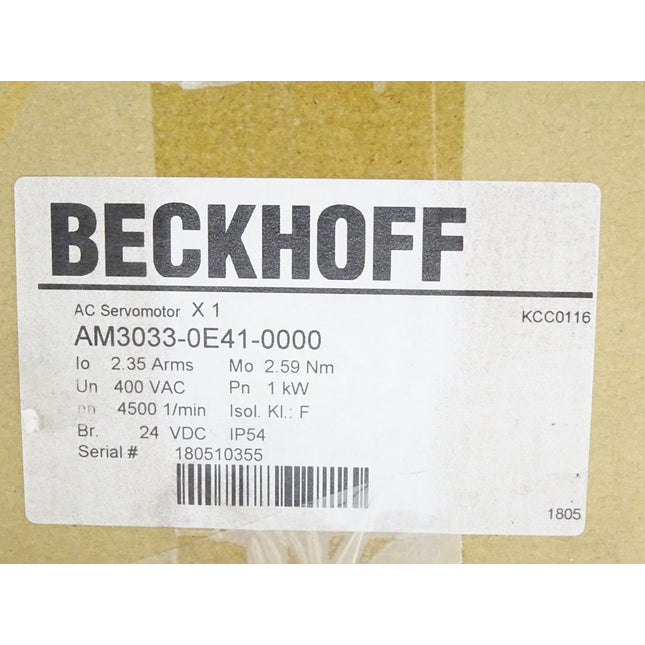 BECKHOFF
AC Servomotor X 1 KCC0116
AM3033-0E41-0000
Io 2.35 Arms Mo 2.59 Nm
Un 400 VAC Pn 1 kW
nn 4500 1/min Isol. Kl.: F
Br. 24 VDC IP54
Serial # 180510355
1805